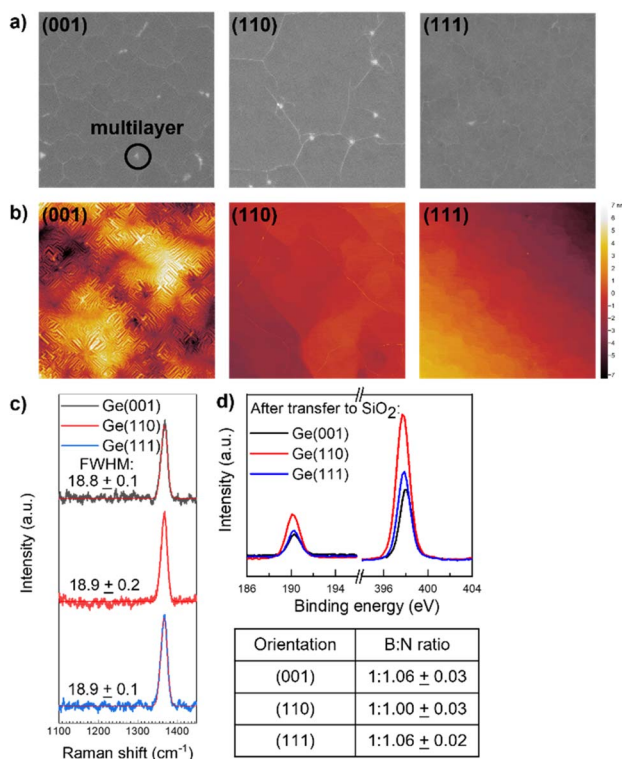 a)
(001)
(110)
(111)
multilayer
b)
(001)
(110)
(111)
7 nm
6
5
4
3
2
1
0
-1
-2
-3
-4
-5
-7
c)
Ge(001)
Ge(110)
Ge(111)
FWHM:
18.8 ± 0.1
18.9 ± 0.2
18.9 ± 0.1
Intensity (a.u.)
1100 1200 1300 1400
Raman shift (cm⁻¹)
d)
After transfer to SiO₂:
Ge(001)
Ge(110)
Ge(111)
Intensity (a.u.)
186 190 194 396 400 404
Binding energy (eV)
Orientation B:N ratio
(001) 1:1.06 ± 0.03
(110) 1:1.00 ± 0.03
(111) 1:1.06 ± 0.02